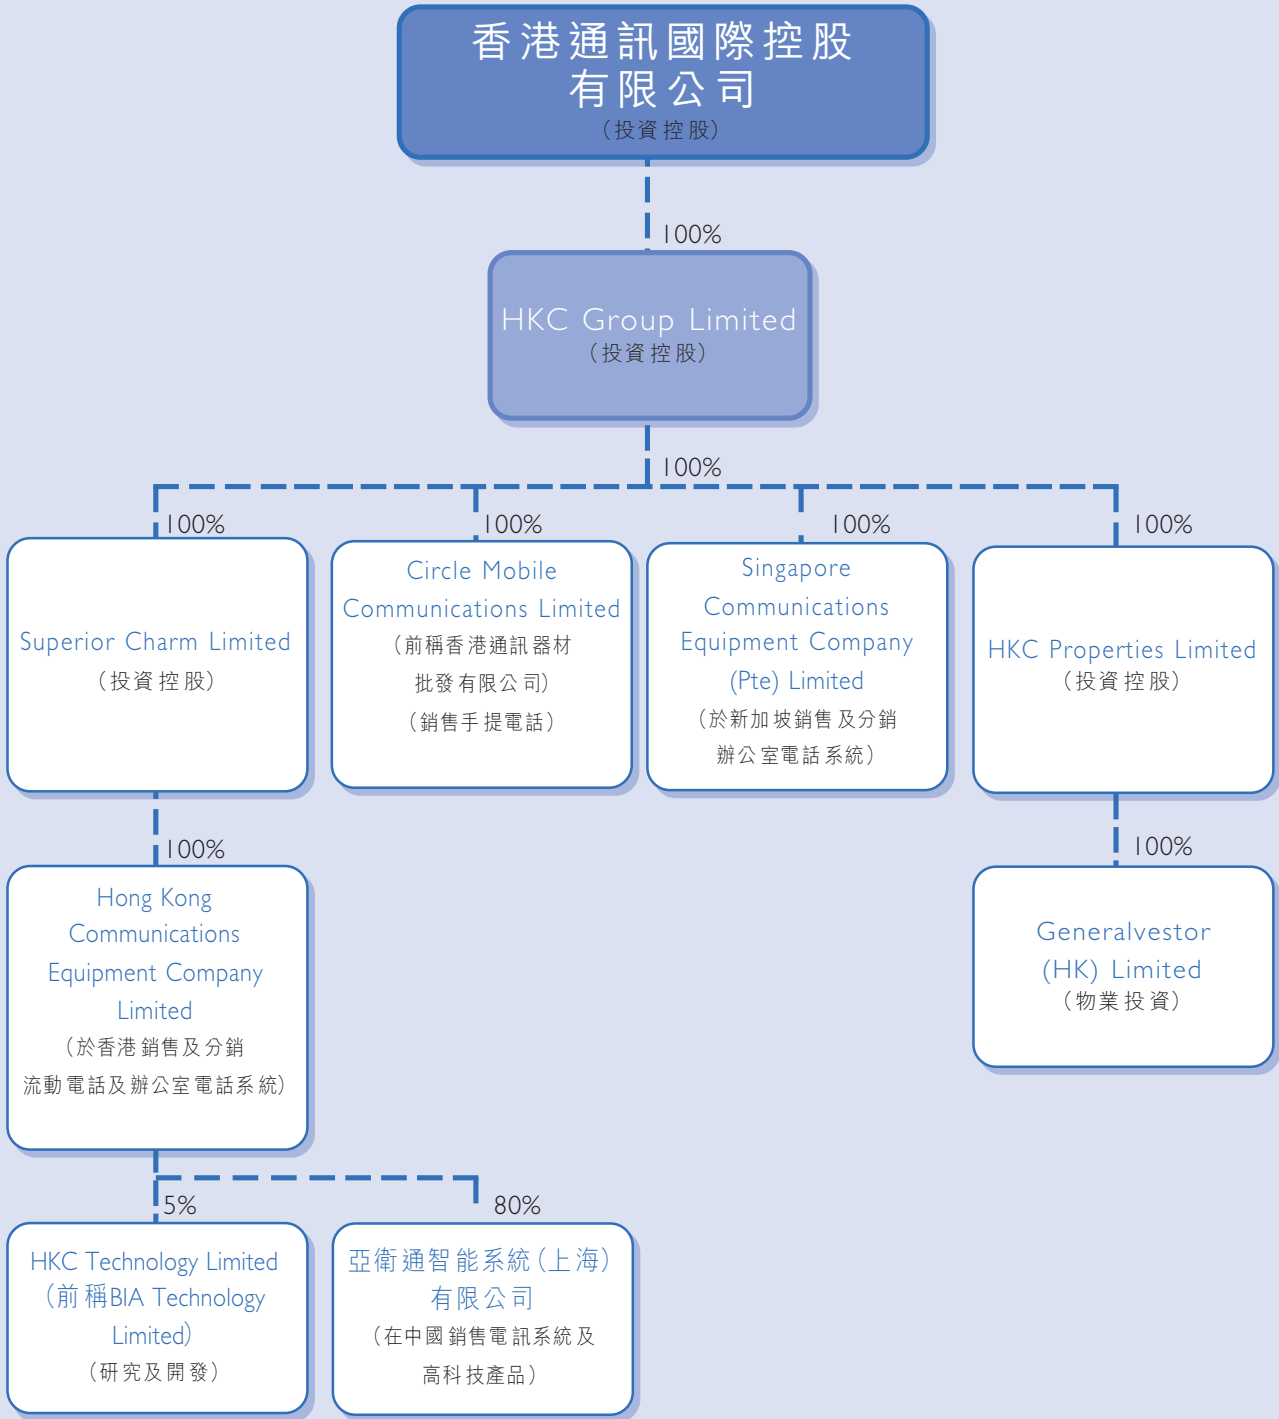 香港通訊國際控股
有限公司
（投資控股）
100%
HKC Group Limited
（投資控股）
100%
100%
100%
100%
100%
Superior Charm Limited
（投資控股）
Circle Mobile
Communications Limited
（前稱香港通訊器材
批發有限公司）
（銷售手提電話）
Singapore
Communications
Equipment Company
(Pte) Limited
（於新加坡銷售及分銷
辦公室電話系統）
HKC Properties Limited
（投資控股）
100%
100%
Hong Kong
Communications
Equipment Company
Limited
（於香港銷售及分銷
流動電話及辦公室電話系統）
Generalvestor
(HK) Limited
（物業投資）
5%
80%
HKC Technology Limited
（前稱BIA Technology
Limited）
（研究及開發）
亞衛通智能系統（上海）
有限公司
（在中國銷售電訊系統及
高科技產品）